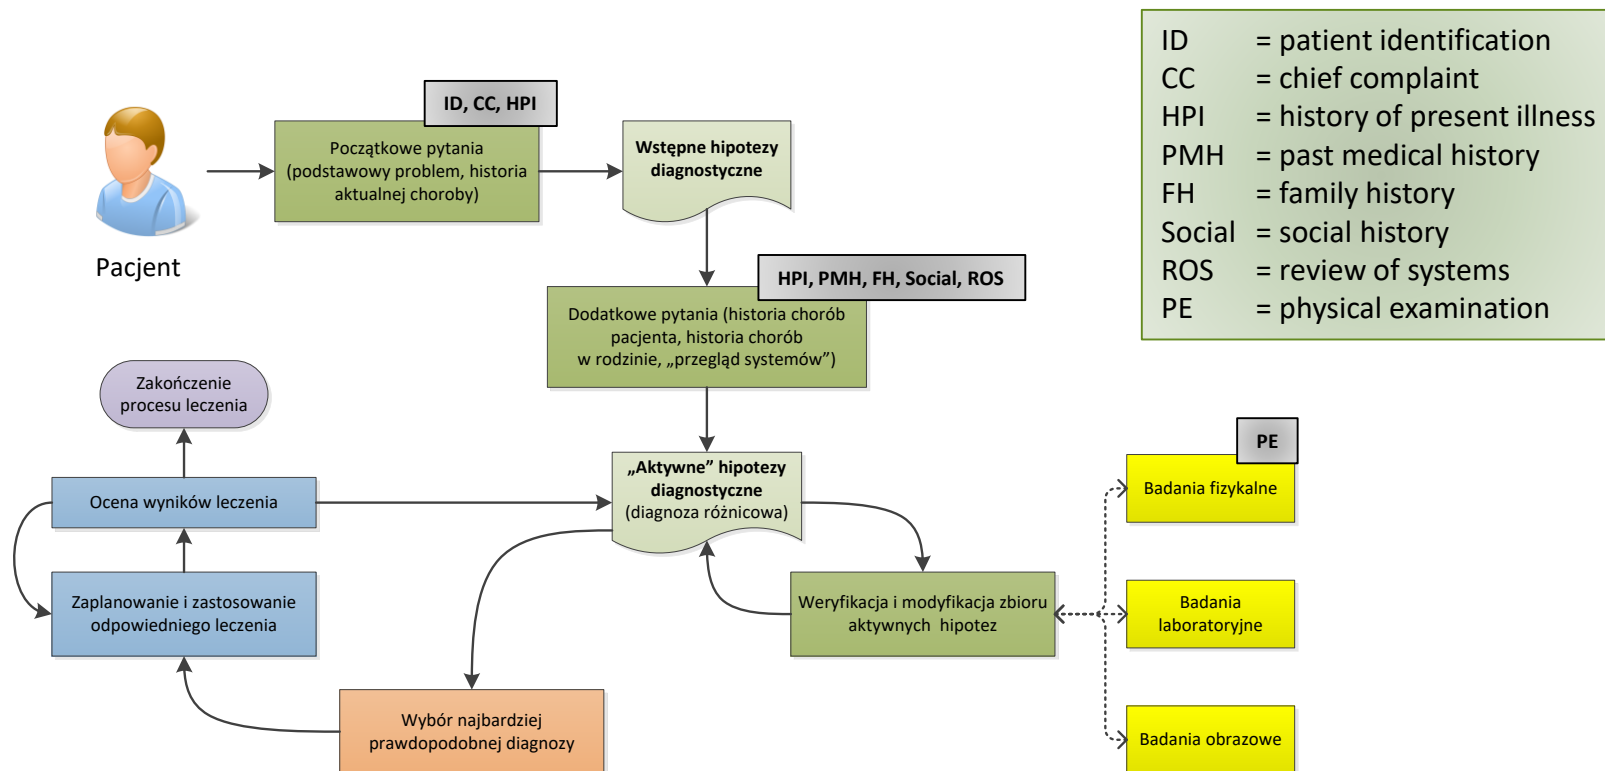 ID = patient identification
CC = chief complaint
HPI = history of present illness
PMH = past medical history
FH = family history
Social = social history
ROS = review of systems
PE = physical examination
ID, CC, HPI
Początkowe pytania
(podstawowy problem, historia
aktualnej choroby)
Wstępne hipotezy
diagnostyczne
Pacjent
HPI, PMH, FH, Social, ROS
Dodatkowe pytania (historia chorób
pacjenta, historia chorób
w rodzinie, „przegląd systemów”)
Zakończenie
procesu leczenia
PE
„Aktywne” hipotezy
diagnostyczne
(diagnoza różnicowa)
Ocena wyników leczenia
Badania fizykalne
Zaplanowanie i zastosowanie
odpowiedniego leczenia
Weryfikacja i modyfikacja zbioru
aktywnych hipotez
Badania
laboratoryjne
Wybór najbardziej
prawdopodobnej diagnozy
Badania obrazowe